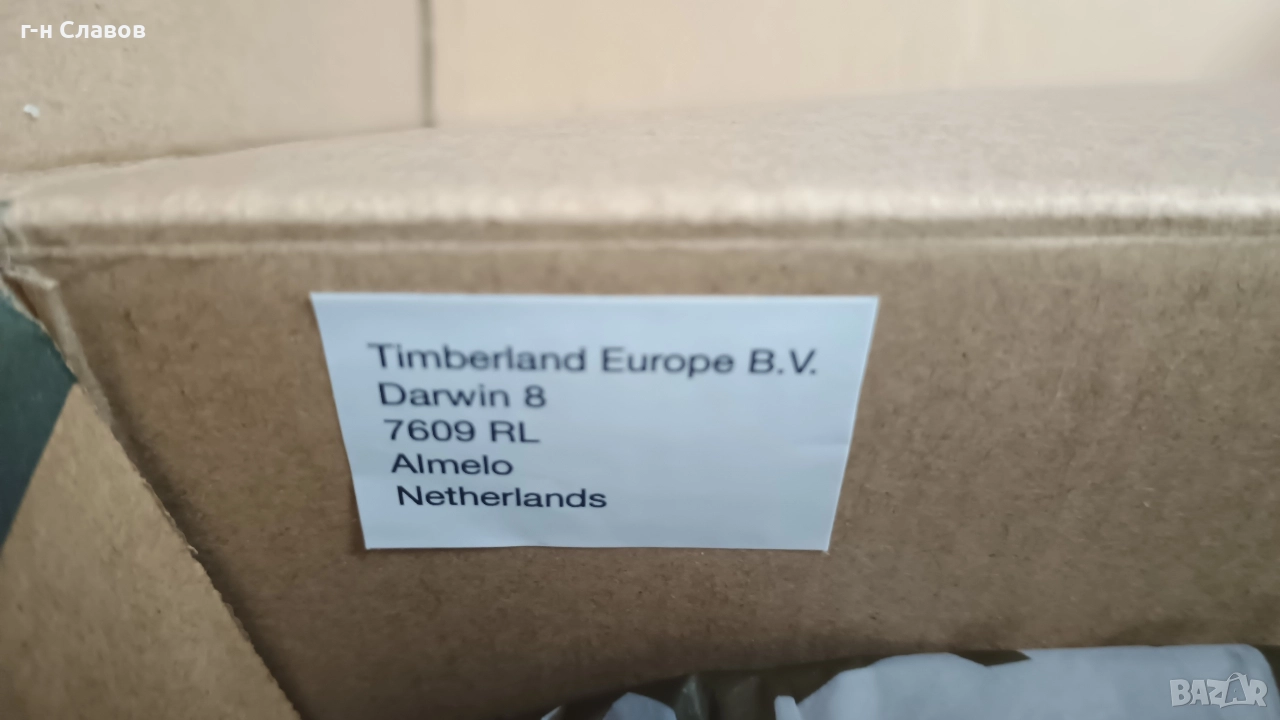 г-н Славов
Timberland Europe B.V.
Darwin 8
7609 RL
Almelo
Netherlands
BAZAR